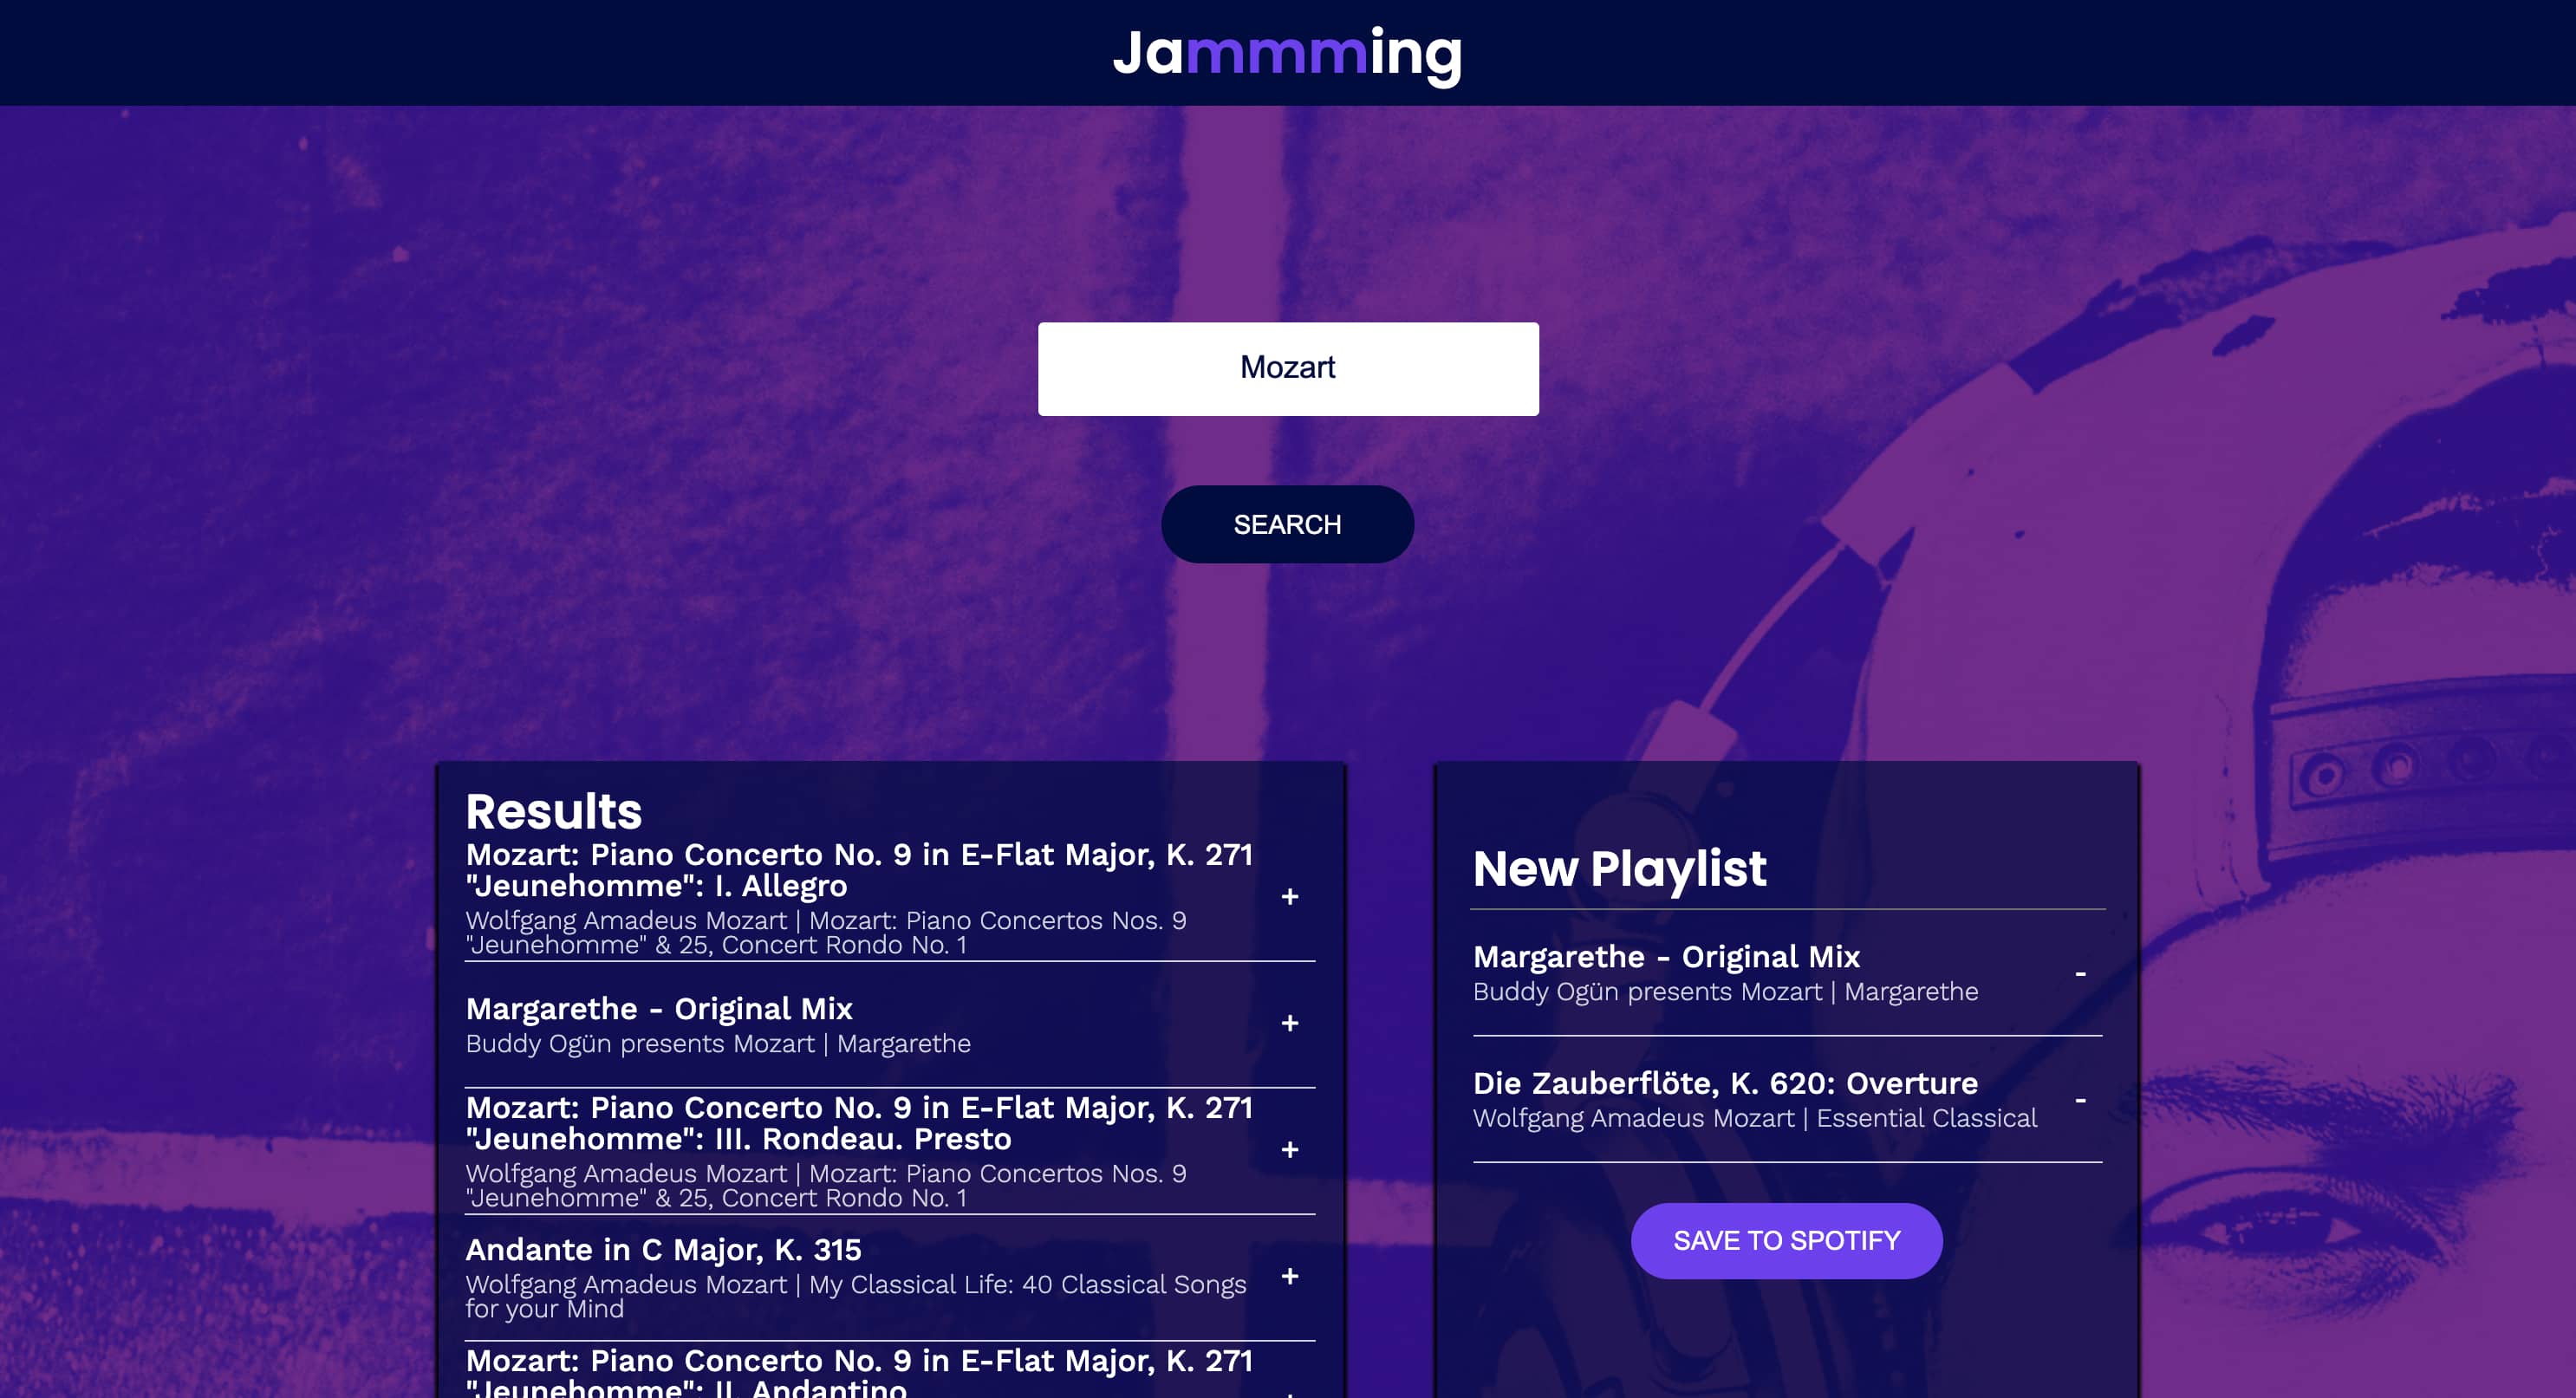 Jammming
Mozart
SEARCH
Results
Mozart: Piano Concerto No. 9 in E-Flat Major, K. 271
"Jeunehomme": I. Allegro
+
Wolfgang Amadeus Mozart | Mozart: Piano Concertos Nos. 9
"Jeunehomme" & 25, Concert Rondo No. 1
Margarethe - Original Mix
+
Buddy Ogün presents Mozart | Margarethe
Mozart: Piano Concerto No. 9 in E-Flat Major, K. 271
"Jeunehomme": III. Rondeau. Presto
+
Wolfgang Amadeus Mozart | Mozart: Piano Concertos Nos. 9
"Jeunehomme" & 25, Concert Rondo No. 1
Andante in C Major, K. 315
+
Wolfgang Amadeus Mozart | My Classical Life: 40 Classical Songs
for your Mind
Mozart: Piano Concerto No. 9 in E-Flat Major, K. 271
"Jeunehomme": II. Andantino
New Playlist
Margarethe - Original Mix
-
Buddy Ogün presents Mozart | Margarethe
Die Zauberflöte, K. 620: Overture
-
Wolfgang Amadeus Mozart | Essential Classical
SAVE TO SPOTIFY